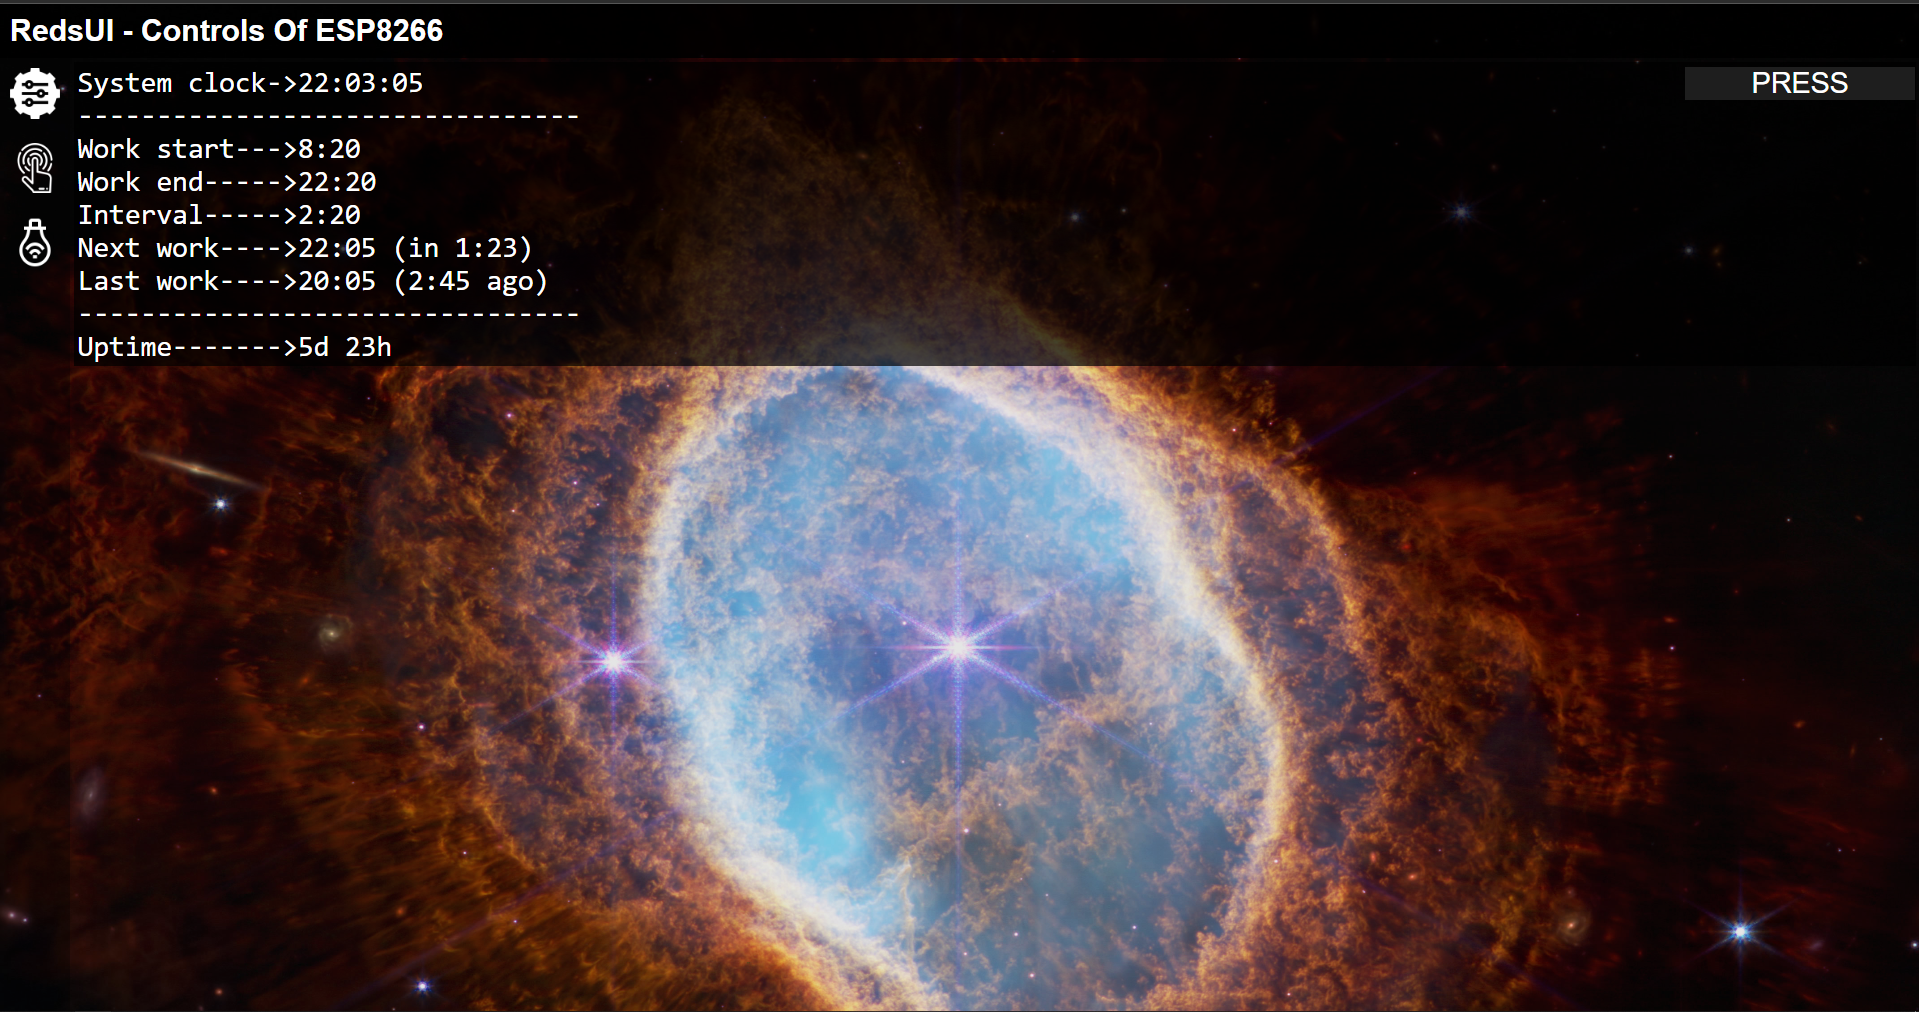 RedsUI - Controls Of ESP8266
System clock->22:03:05
PRESS
--------------------------------
Work start--->8:20
Work end----->22:20
Interval----->2:20
Next work---->22:05 (in 1:23)
Last work---->20:05 (2:45 ago)
--------------------------------
Uptime------->5d 23h